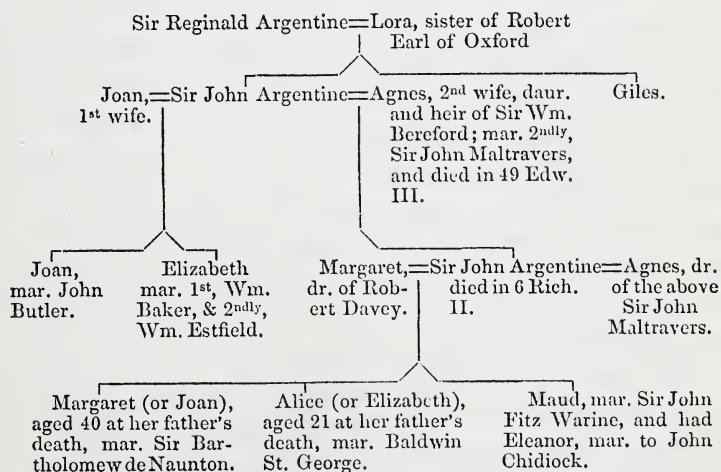 Sir Reginald Argentine=Lora, sister of Robert
Earl of Oxford
Joan,=Sir John Argentine=Agnes, 2nd wife, daur.
1st wife.
and heir of Sir Wm.
Bereford; mar. 2ndly,
Sir John Maltravers,
and died in 49 Edw.
III.
Giles.
Joan,
mar. John
Butler.
Elizabeth
mar. 1st, Wm.
Baker, & 2ndly,
Wm. Estfield.
Margaret,=Sir John Argentine=Agnes, dr.
dr. of Rob-
ert Davey.
died in 6 Rich.
II.
of the above
Sir John
Maltravers.
Margaret (or Joan),
aged 40 at her father's
death, mar. Sir Bar-
tholomew de Naunton.
Alice (or Elizabeth),
aged 21 at her father's
death, mar. Baldwin
St. George.
Maud, mar. Sir John
Fitz Warine, and had
Eleanor, mar. to John
Chidiock.